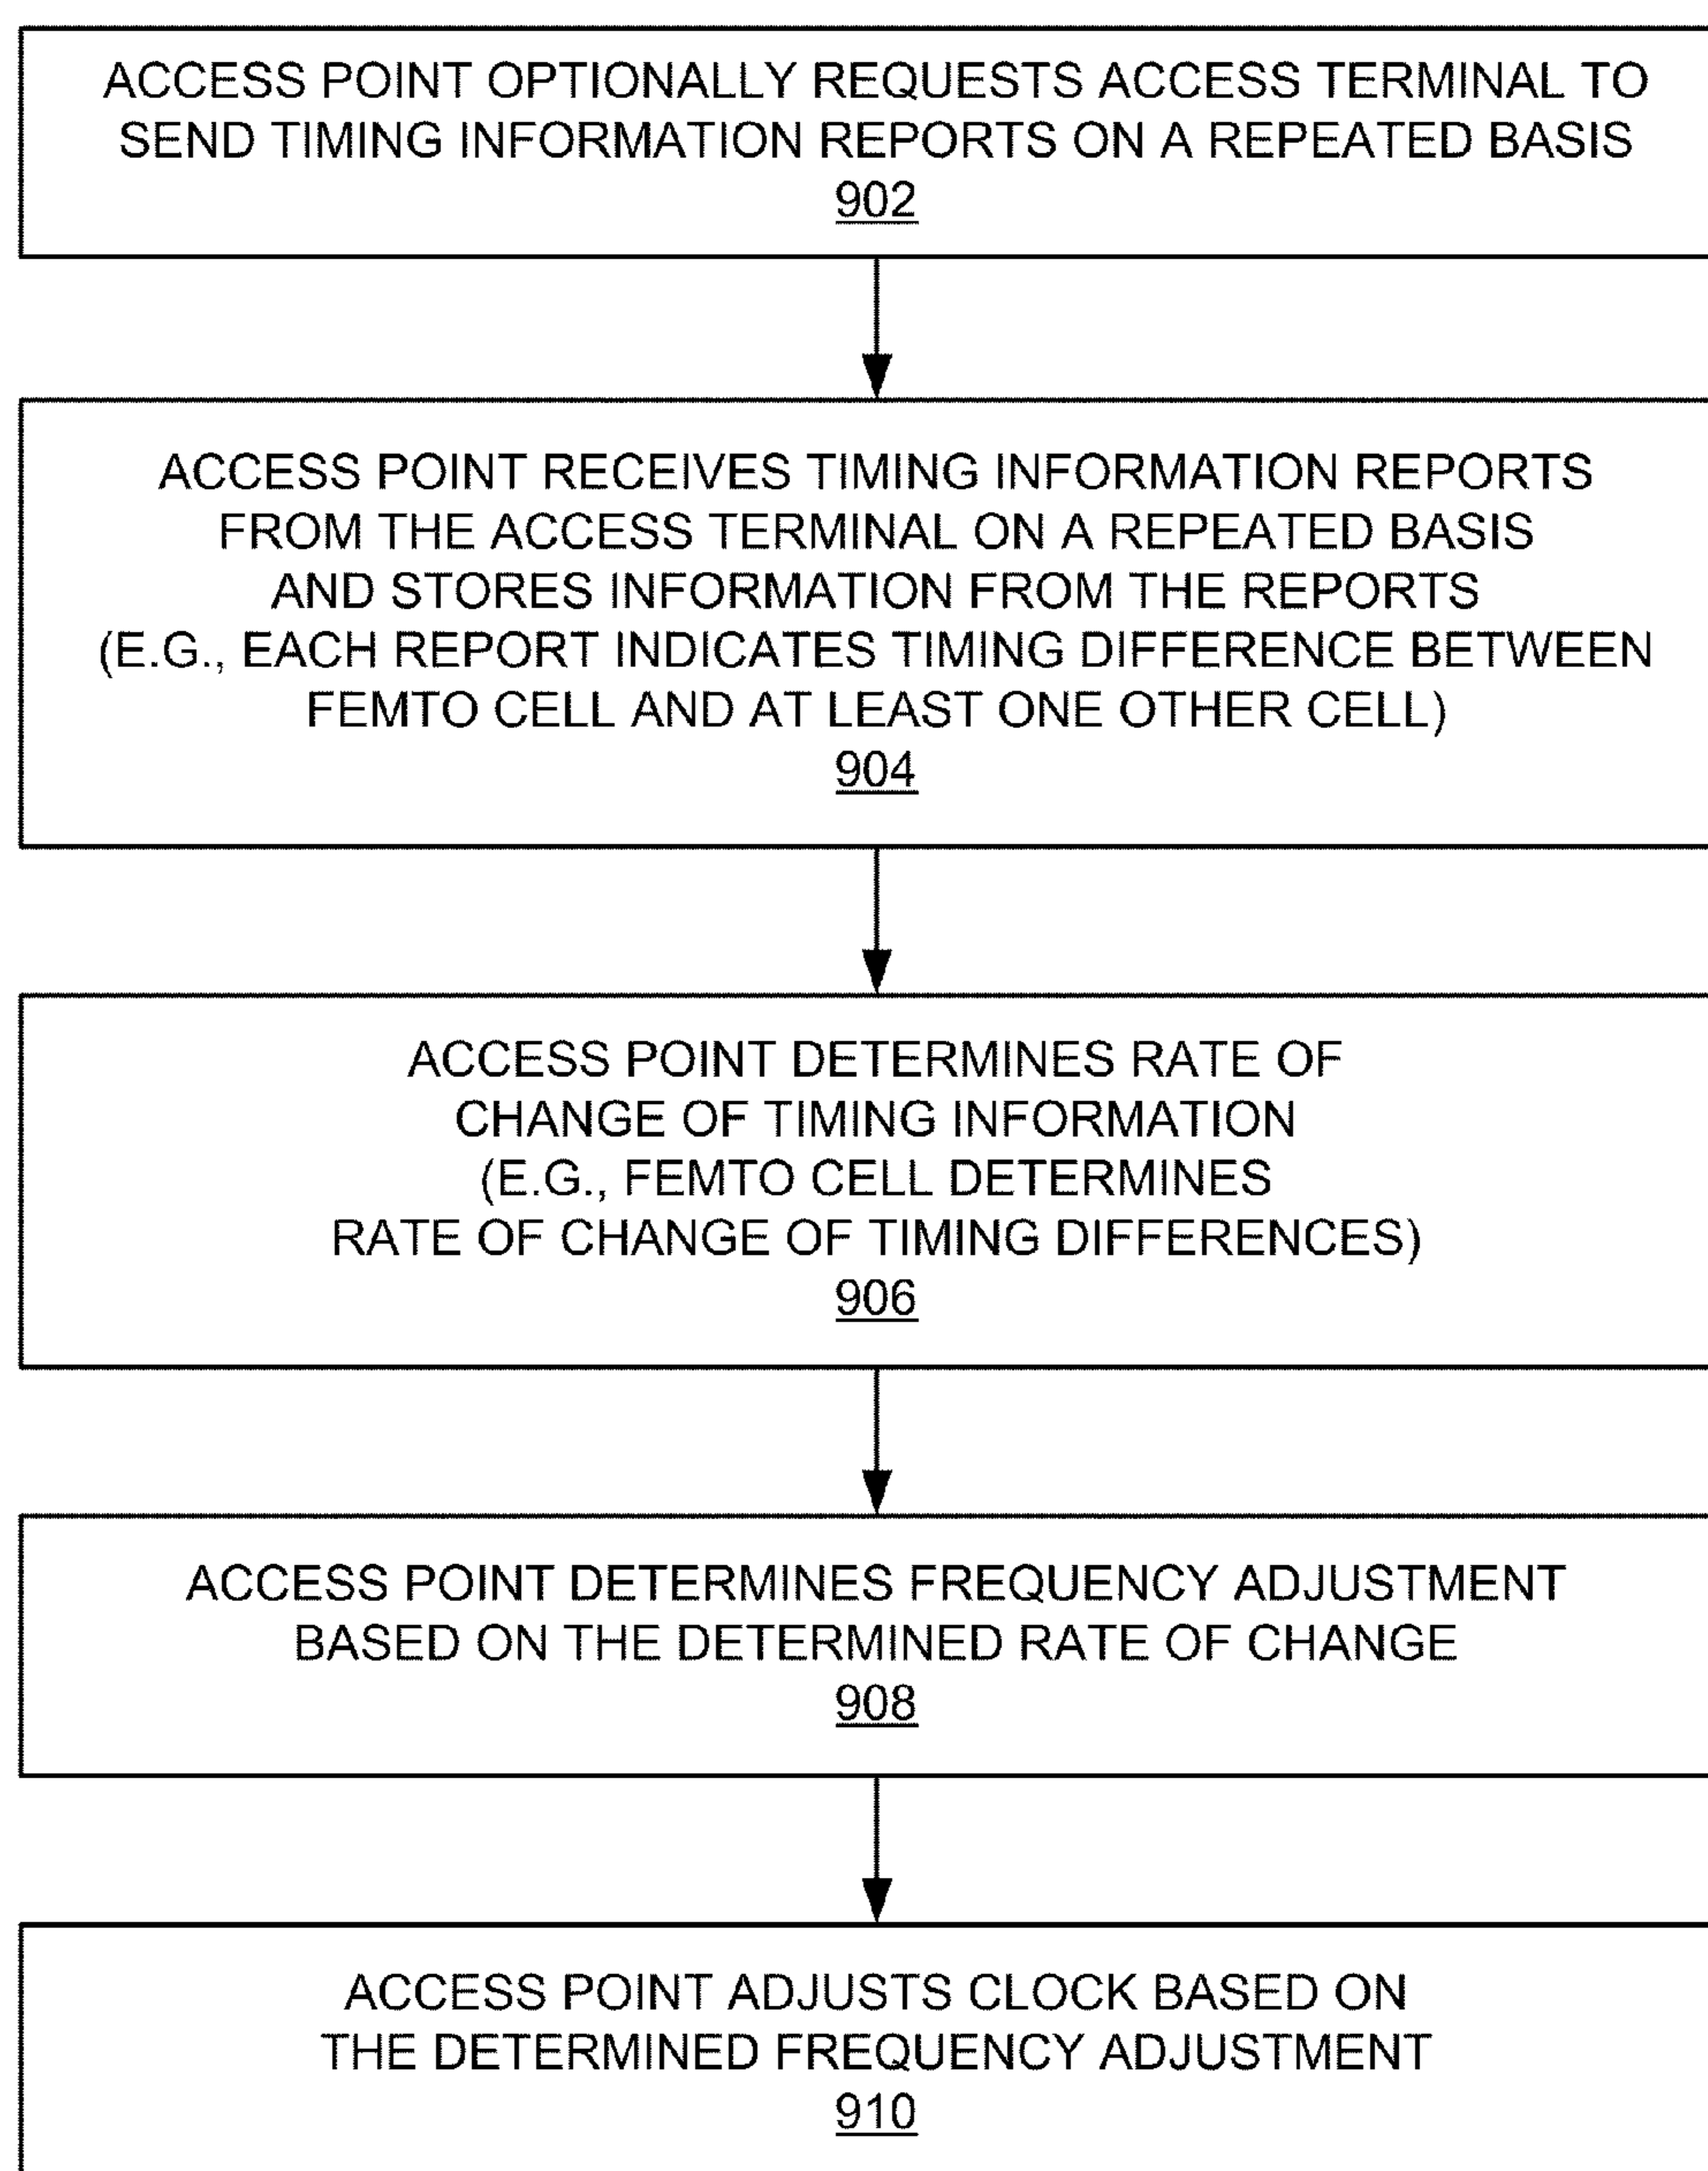 ACCESS POINT OPTIONALLY REQUESTS ACCESS TERMINAL TO
SEND TIMING INFORMATION REPORTS ON A REPEATED BASIS
902
ACCESS POINT RECEIVES TIMING INFORMATION REPORTS
FROM THE ACCESS TERMINAL ON A REPEATED BASIS
AND STORES INFORMATION FROM THE REPORTS
(E.G., EACH REPORT INDICATES TIMING DIFFERENCE BETWEEN
FEMTO CELL AND AT LEAST ONE OTHER CELL)
904
ACCESS POINT DETERMINES RATE OF
CHANGE OF TIMING INFORMATION
(E.G., FEMTO CELL DETERMINES
RATE OF CHANGE OF TIMING DIFFERENCES)
906
ACCESS POINT DETERMINES FREQUENCY ADJUSTMENT
BASED ON THE DETERMINED RATE OF CHANGE
908
ACCESS POINT ADJUSTS CLOCK BASED ON
THE DETERMINED FREQUENCY ADJUSTMENT
910